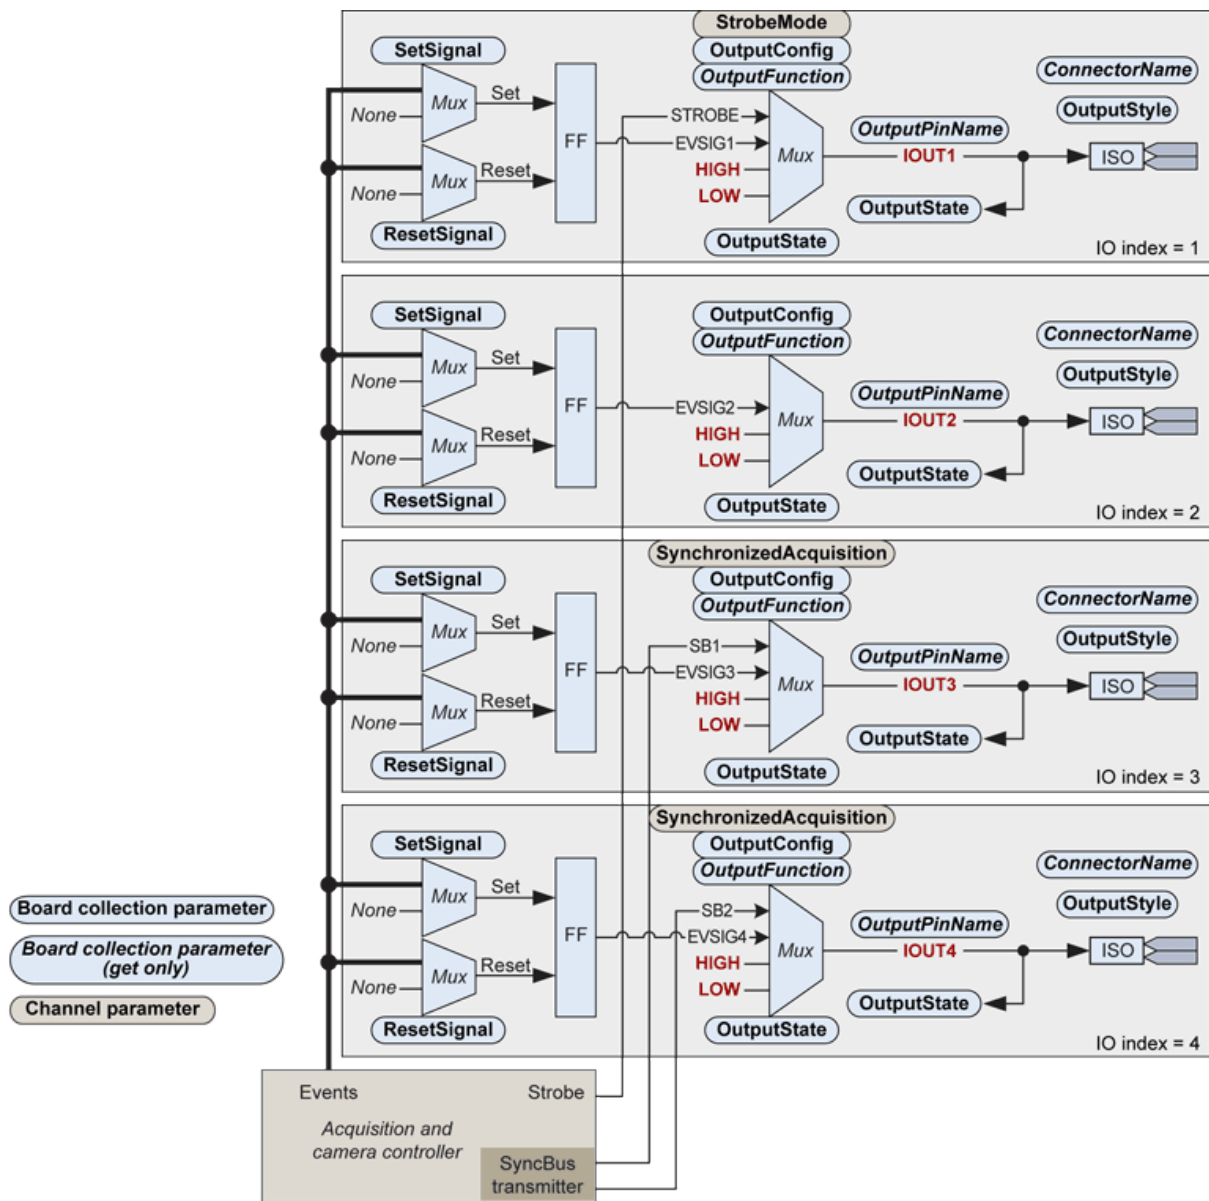 StrobeMode
SetSignal
OutputConfig
OutputFunction
ConnectorName
Mux
Set
None
STROBE
OutputPinName
OutputStyle
FF
EVSIG1
Mux
IOUT1
ISO
Mux
Reset
HIGH
None
LOW
OutputState
ResetSignal
OutputState
IO index = 1
SetSignal
OutputConfig
OutputFunction
ConnectorName
Mux
Set
None
OutputPinName
OutputStyle
FF
EVSIG2
Mux
IOUT2
ISO
Mux
Reset
HIGH
None
LOW
OutputState
ResetSignal
OutputState
IO index = 2
SynchronizedAcquisition
SetSignal
OutputConfig
OutputFunction
ConnectorName
Mux
Set
None
SB1
OutputPinName
OutputStyle
FF
EVSIG3
Mux
IOUT3
ISO
Mux
Reset
HIGH
None
LOW
OutputState
ResetSignal
OutputState
IO index = 3
SynchronizedAcquisition
SetSignal
OutputConfig
OutputFunction
ConnectorName
Mux
Set
None
SB2
OutputPinName
OutputStyle
FF
EVSIG4
Mux
IOUT4
ISO
Mux
Reset
HIGH
None
LOW
OutputState
ResetSignal
OutputState
IO index = 4
Board collection parameter
Board collection parameter
(get only)
Channel parameter
Events
Strobe
Acquisition and
camera controller
SyncBus
transmitter